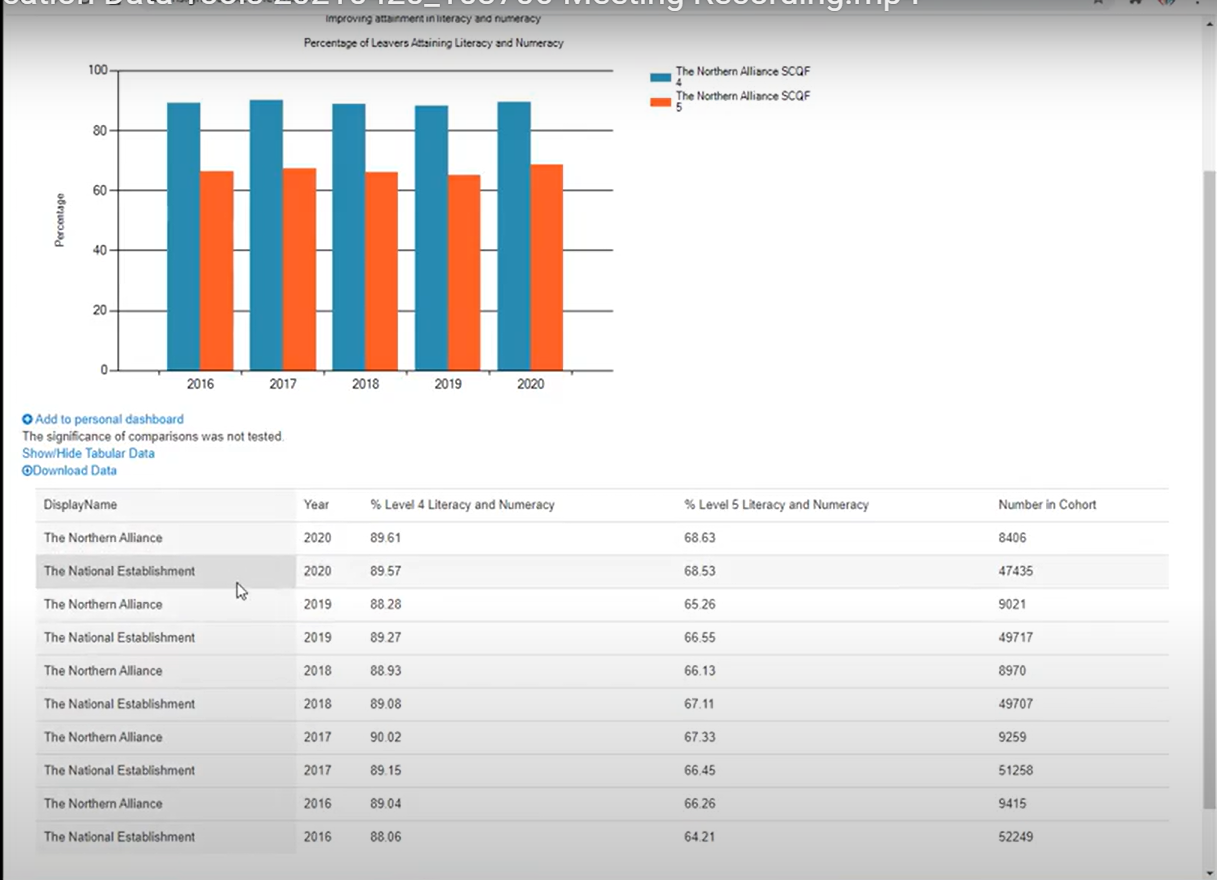 Meeting Recording.mp4
Improving attainment in literacy and numeracy
Percentage of Leavers Attaining Literacy and Numeracy
100
80
60
40
20
0
Percentage
2016 2017 2018 2019 2020
The Northern Alliance SCQF
4
The Northern Alliance SCQF
5
Add to personal dashboard
The significance of comparisons was not tested.
Show/Hide Tabular Data
Download Data
DisplayName Year % Level 4 Literacy and Numeracy % Level 5 Literacy and Numeracy Number in Cohort
The Northern Alliance 2020 89.61 68.63 8406
The National Establishment 2020 89.57 68.53 47435
The Northern Alliance 2019 88.28 65.26 9021
The National Establishment 2019 89.27 66.55 49717
The Northern Alliance 2018 88.93 66.13 8970
The National Establishment 2018 89.08 67.11 49707
The Northern Alliance 2017 90.02 67.33 9259
The National Establishment 2017 89.15 66.45 51258
The Northern Alliance 2016 89.04 66.26 9415
The National Establishment 2016 88.06 64.21 52249